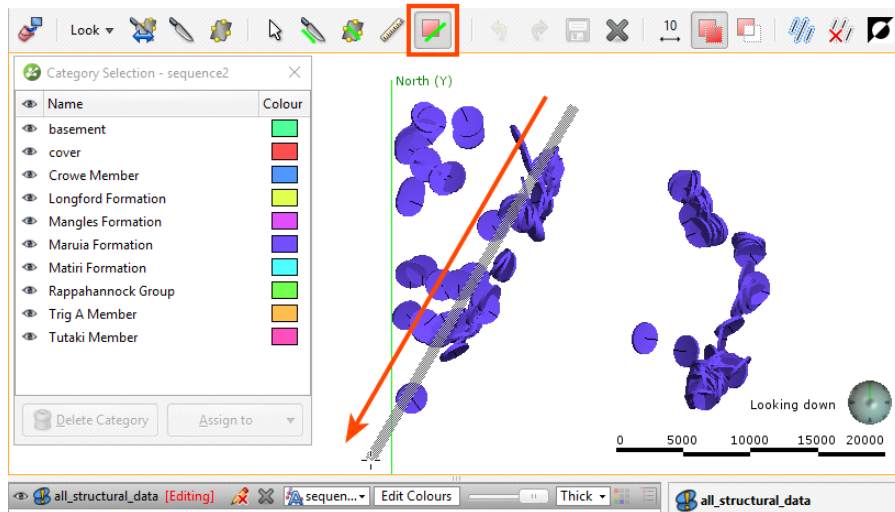 Look
10
Category Selection - sequence2
Name Colour
basement
cover
Crowe Member
Longford Formation
Mangles Formation
Maruia Formation
Matiri Formation
Rappahannock Group
Trig A Member
Tutaki Member
Delete Category Assign to
North (Y)
Looking down
0 5000 10000 15000 20000
all_structural_data [Editing] sequen... Edit Colours Thick
all_structural_data